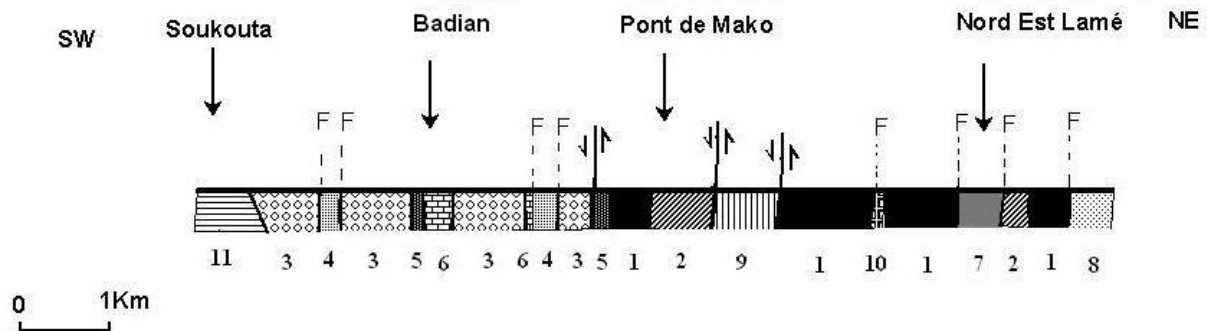 SW Soukouta Badian Pont de Mako Nord Est Lamé NE
F F F F F F F F
11 3 4 3 5 6 3 6 4 3 5 1 2 9 1 10 1 7 2 1 8
0 1Km